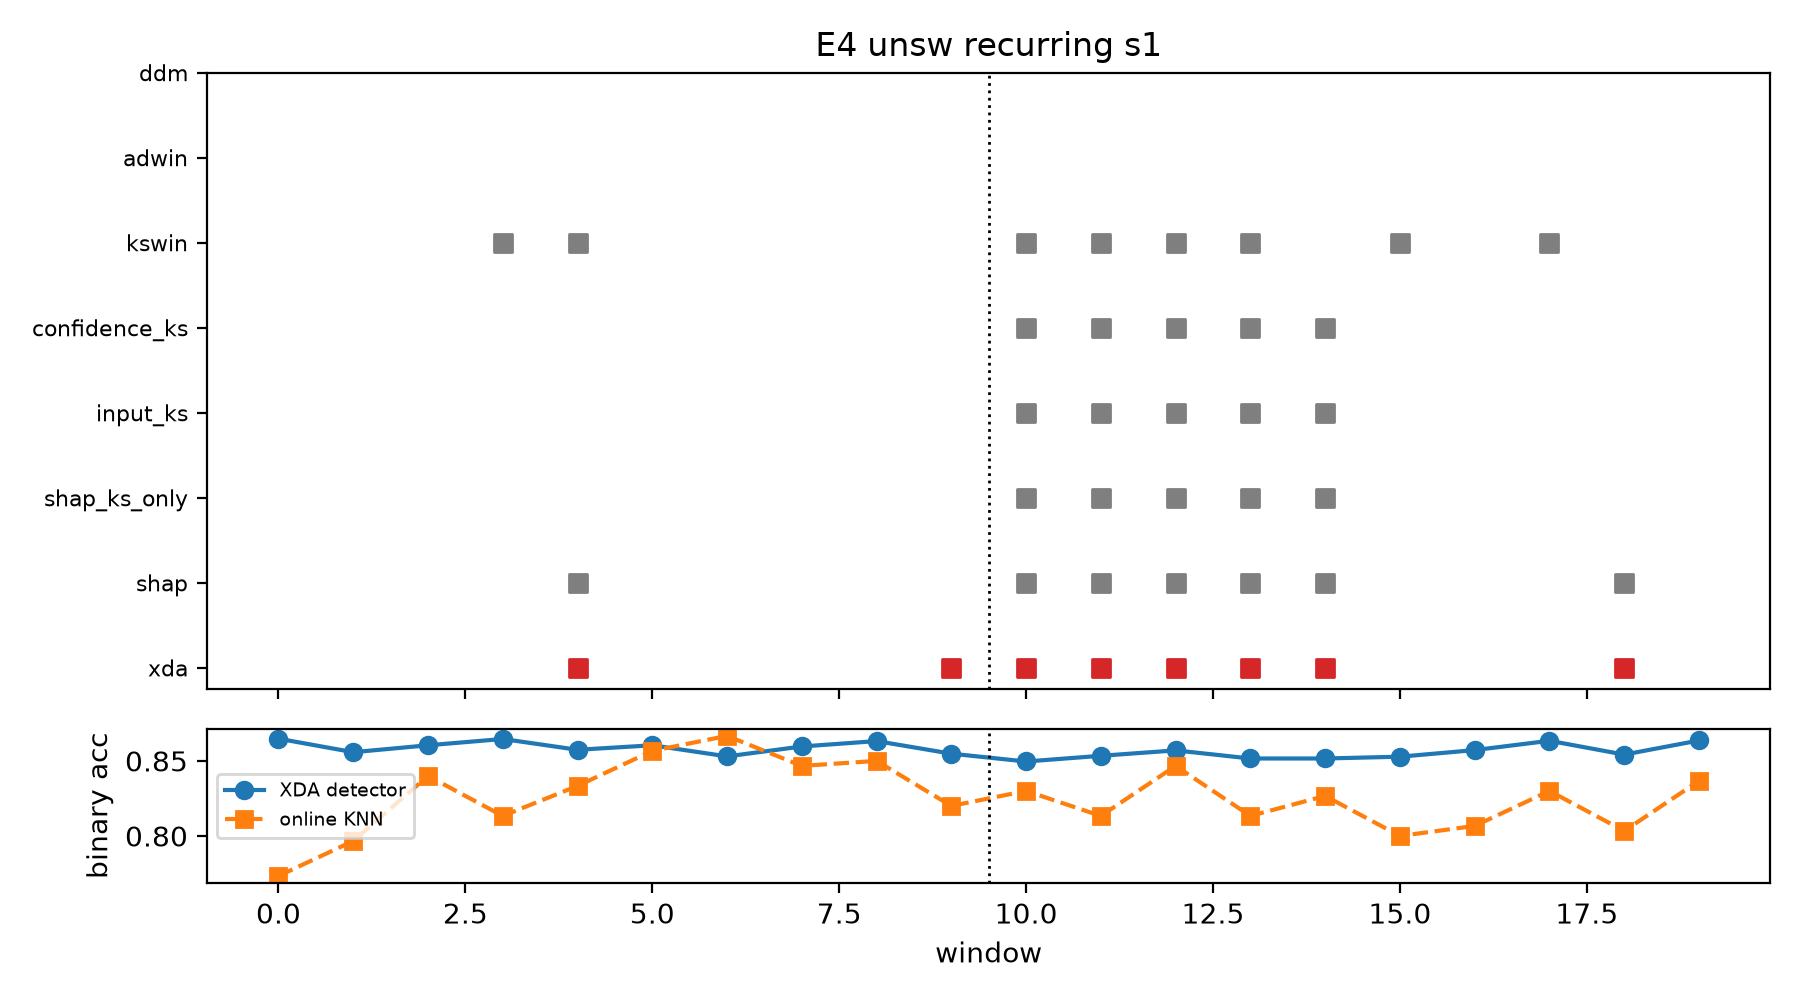 E4 unsw recurring s1
ddm
adwin
kswin
confidence_ks
input_ks
shap_ks_only
shap
xda
binary acc
0.85
0.80
XDA detector
online KNN
0.0 2.5 5.0 7.5 10.0 12.5 15.0 17.5
window